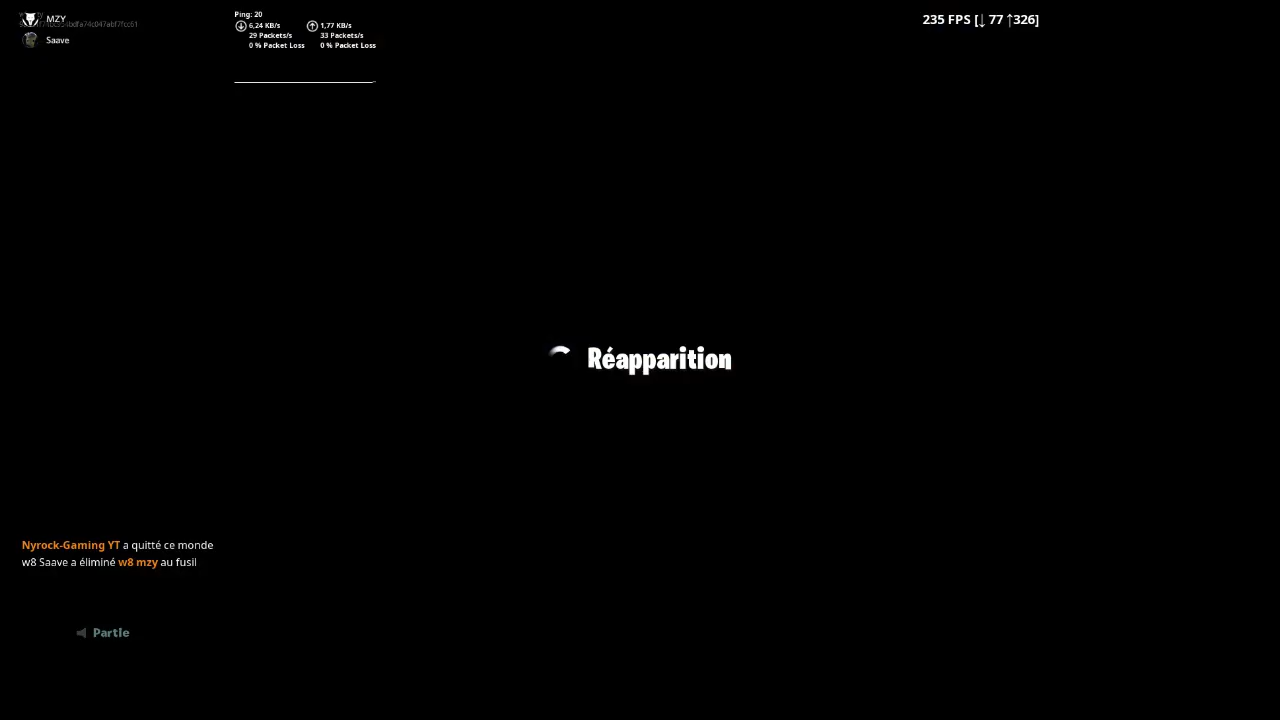 MZY
Saave
Ping: 20
6,24 KB/s 1,77 KB/s
29 Packets/s 33 Packets/s
0 % Packet Loss 0 % Packet Loss
235 FPS [↓ 77 ↑326]
Réapparition
Nyrock-Gaming YT a quitté ce monde
w8 Saave a éliminé w8 mzy au fusil
Partie